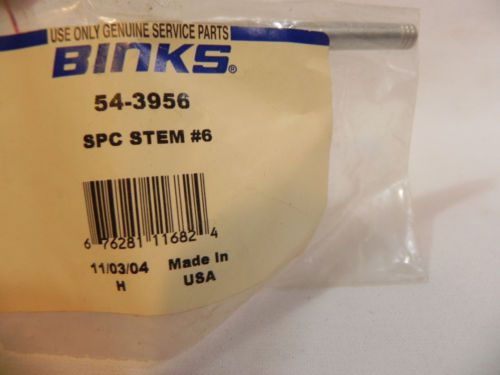 USE ONLY GENUINE SERVICE PARTS
BINKS®
54-3956
SPC STEM #6
6 76281 11682 4
11/03/04 Made In
H USA